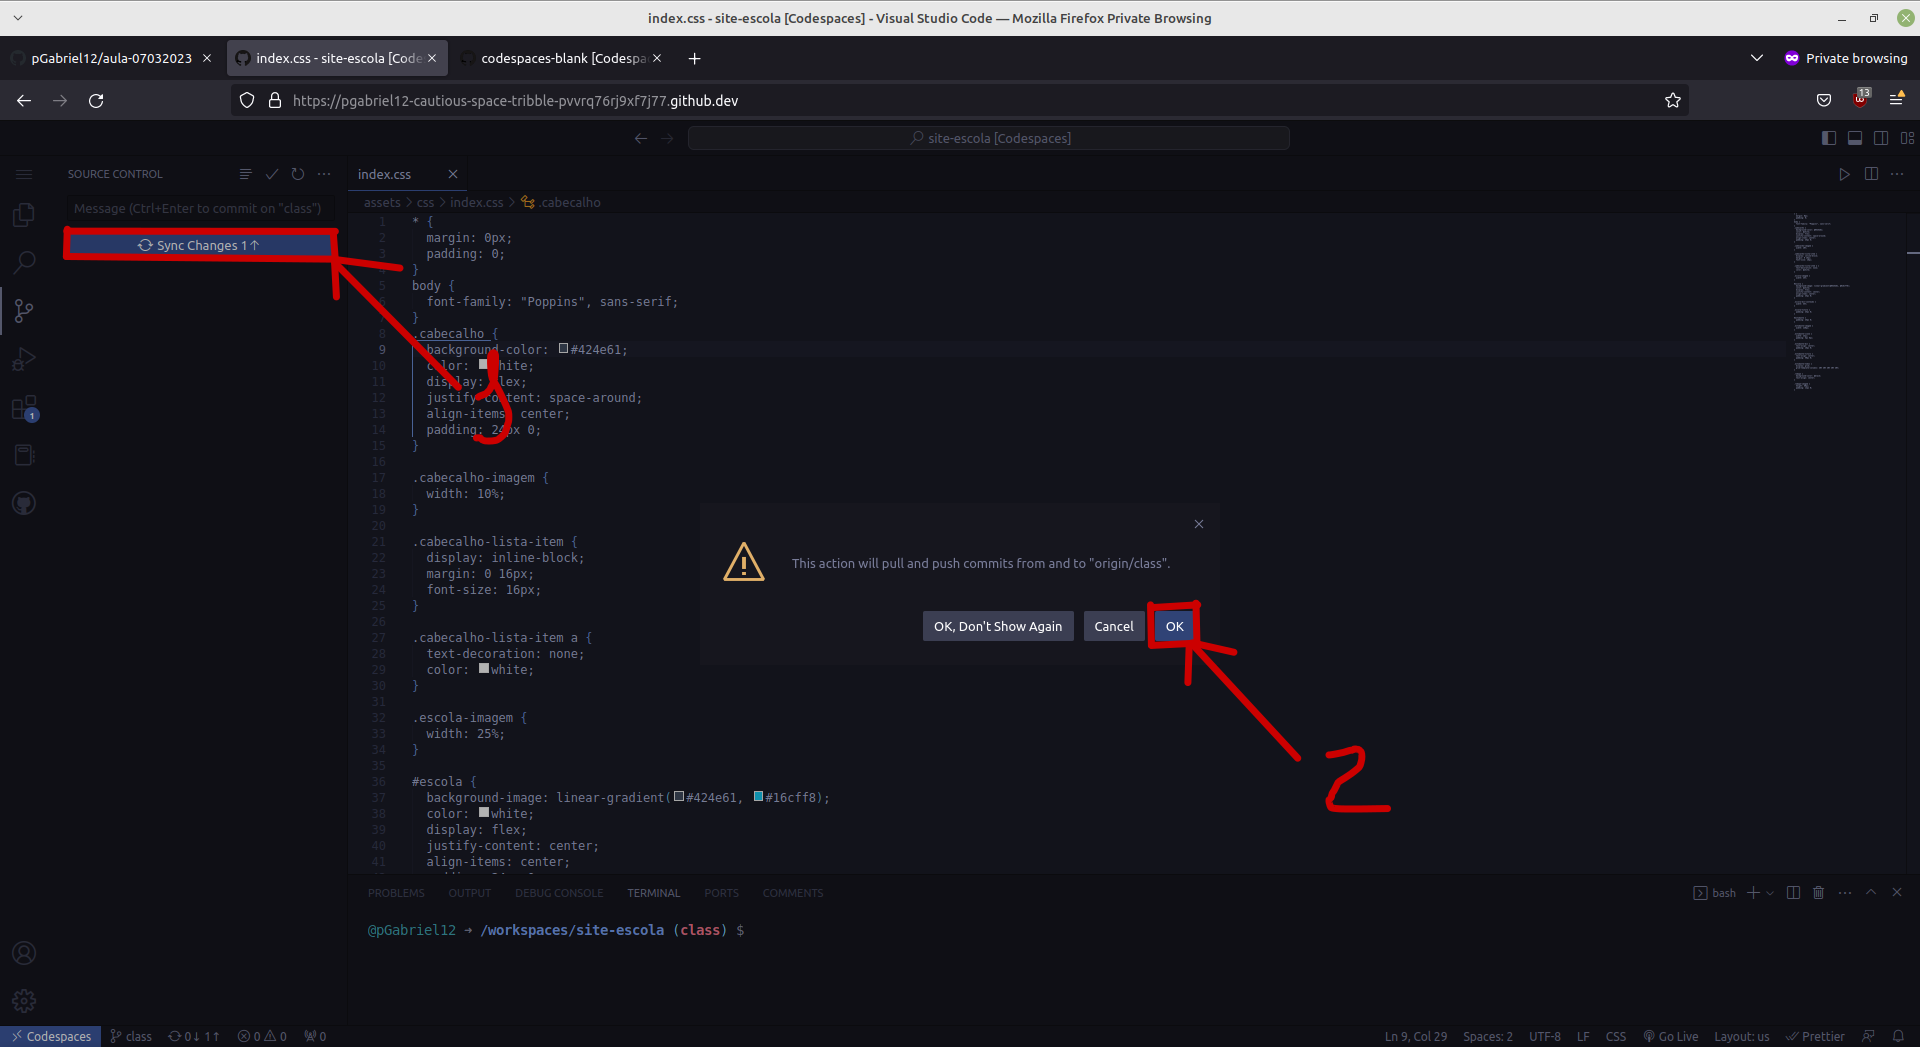 index.css - site-escola [Codespaces] - Visual Studio Code — Mozilla Firefox Private Browsing
pGabriel12/aula-07032023
index.css - site-escola [Code
codespaces-blank [Codespa
Private browsing
https://pgabriel12-cautious-space-tribble-pvvrq76rj9xf7j77.github.dev
13
site-escola [Codespaces]
SOURCE CONTROL
index.css
Message (Ctrl+Enter to commit on "class")
assets > css > index.css > .cabecalho
Sync Changes 1↑
1 * {
2 margin: 0px;
3 padding: 0;
4 }
5 body {
6 font-family: "Poppins", sans-serif;
7 }
8 .cabecalho {
9 background-color: #424e61;
10 color: white;
11 display: flex;
12 justify-content: space-around;
13 align-items: center;
14 padding: 24px 0;
15 }
16
17 .cabecalho-imagem {
18 width: 10%;
19 }
20
21 .cabecalho-lista-item {
22 display: inline-block;
23 margin: 0 16px;
24 font-size: 16px;
25 }
26
27 .cabecalho-lista-item a {
28 text-decoration: none;
29 color: white;
30 }
31
32 .escola-imagem {
33 width: 25%;
34 }
35
36 #escola {
37 background-image: linear-gradient(#424e61, #16cff8);
38 color: white;
39 display: flex;
40 justify-content: center;
41 align-items: center;
1
This action will pull and push commits from and to "origin/class".
OK, Don't Show Again
Cancel
OK
2
PROBLEMS
OUTPUT
DEBUG CONSOLE
TERMINAL
PORTS
COMMENTS
bash
@pGabriel12 → /workspaces/site-escola (class) $
Codespaces
class
0↓ 1↑
0 0
0
Ln 9, Col 29
Spaces: 2
UTF-8
LF
CSS
Go Live
Layout: us
Prettier